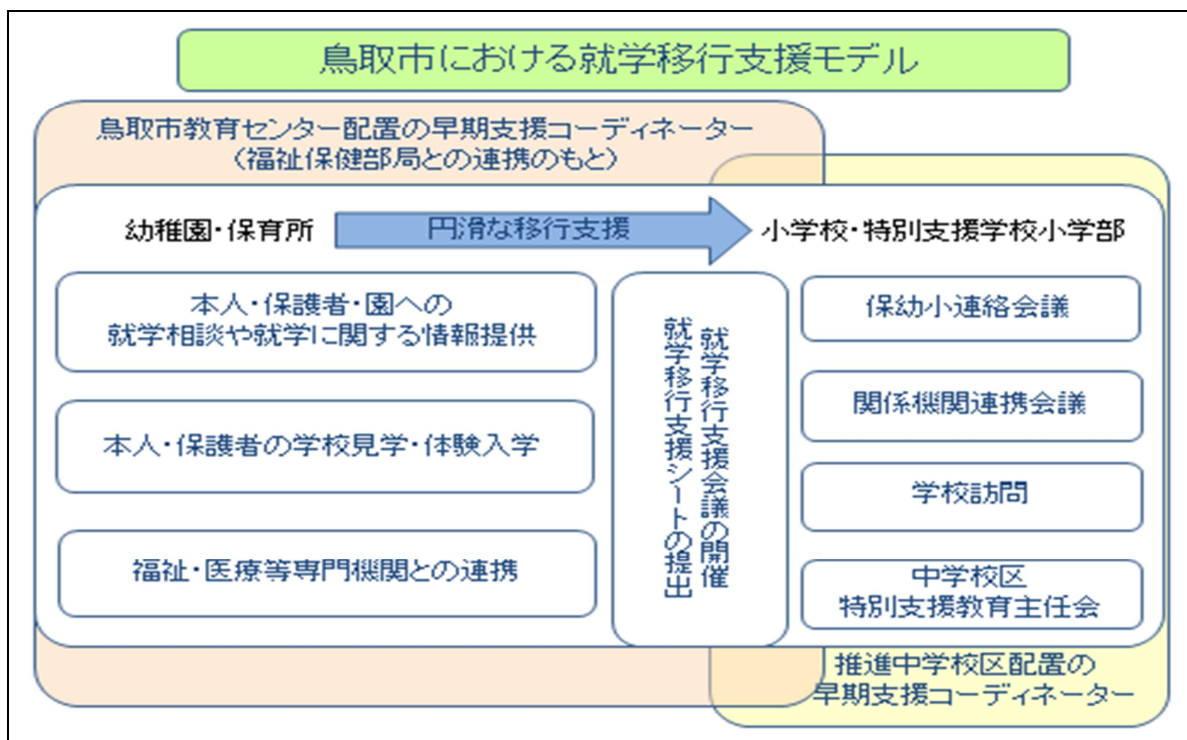 鳥取市における就学移行支援モデル
鳥取市教育センター配置の早期支援コーディネーター
（福祉保健部局との連携のもと）
幼稚園・保育所
円滑な移行支援
小学校・特別支援学校小学部
本人・保護者・園への
就学相談や就学に関する情報提供
本人・保護者の学校見学・体験入学
福祉・医療等専門機関との連携
就学移行支援会議の開催
就学移行支援シートの提出
保幼小連絡会議
関係機関連携会議
学校訪問
中学校区
特別支援教育主任会
推進中学校区配置の
早期支援コーディネーター